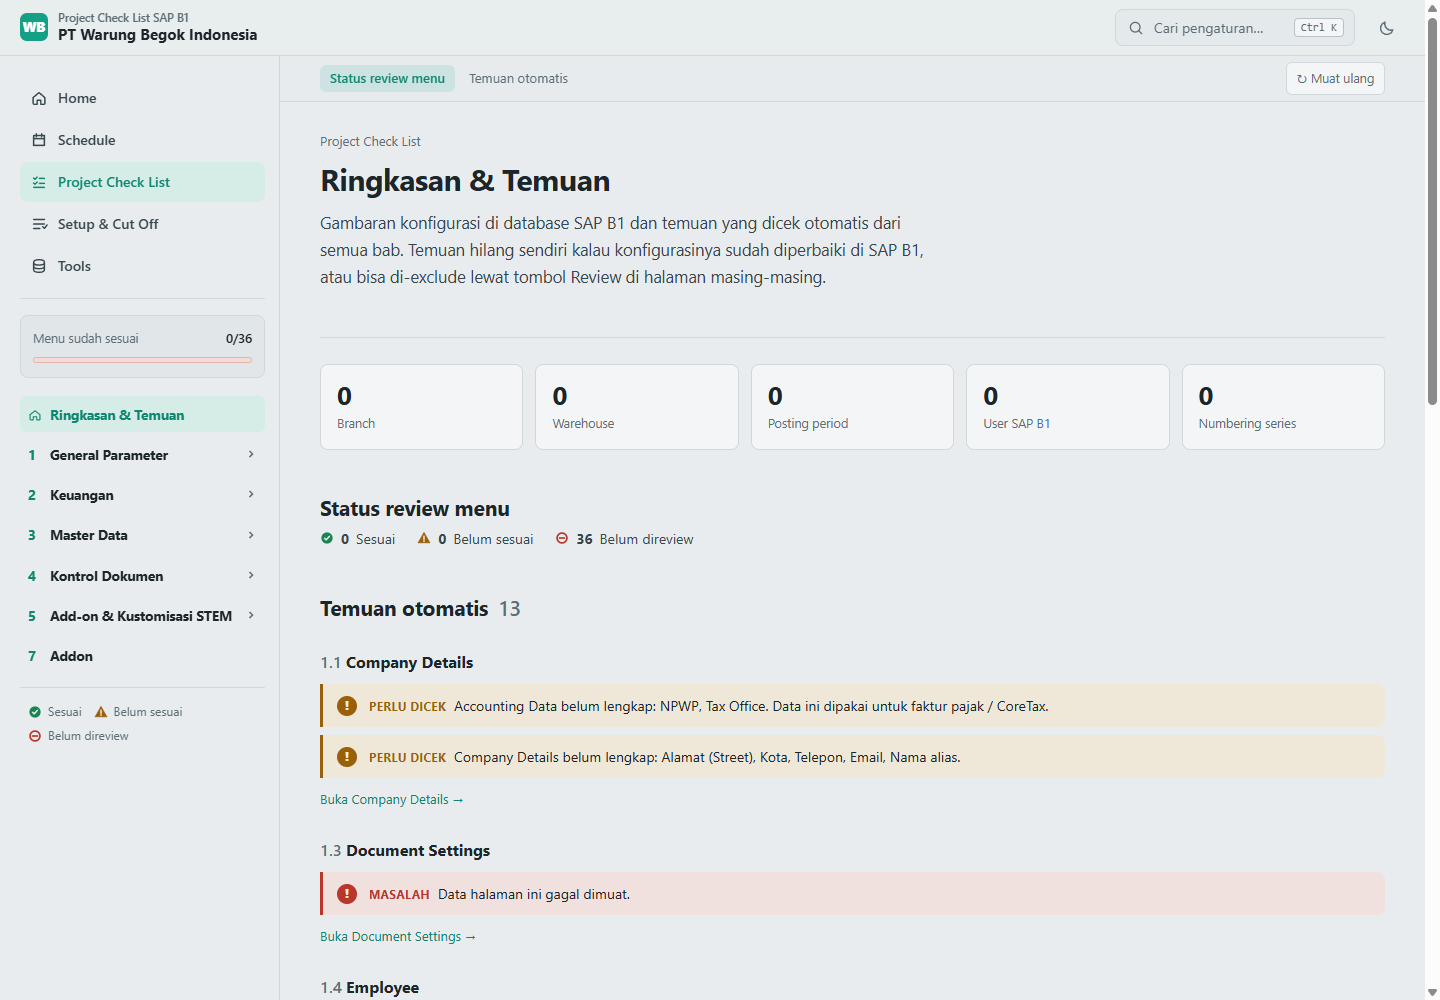 WB
Project Check List SAP B1
PT Warung Begok Indonesia
Cari pengaturan...
Ctrl K
Home
Schedule
Project Check List
Setup & Cut Off
Tools
Menu sudah sesuai
0/36
Ringkasan & Temuan
1 General Parameter
2 Keuangan
3 Master Data
4 Kontrol Dokumen
5 Add-on & Kustomisasi STEM
7 Addon
Sesuai
Belum sesuai
Belum direview
Status review menu
Temuan otomatis
↻ Muat ulang
Project Check List
Ringkasan & Temuan
Gambaran konfigurasi di database SAP B1 dan temuan yang dicek otomatis dari
semua bab. Temuan hilang sendiri kalau konfigurasinya sudah diperbaiki di SAP B1,
atau bisa di-exclude lewat tombol Review di halaman masing-masing.
0
Branch
0
Warehouse
0
Posting period
0
User SAP B1
0
Numbering series
Status review menu
0 Sesuai
0 Belum sesuai
36 Belum direview
Temuan otomatis 13
1.1 Company Details
! PERLU DICEK Accounting Data belum lengkap: NPWP, Tax Office. Data ini dipakai untuk faktur pajak / CoreTax.
! PERLU DICEK Company Details belum lengkap: Alamat (Street), Kota, Telepon, Email, Nama alias.
Buka Company Details →
1.3 Document Settings
! MASALAH Data halaman ini gagal dimuat.
Buka Document Settings →
1.4 Employee